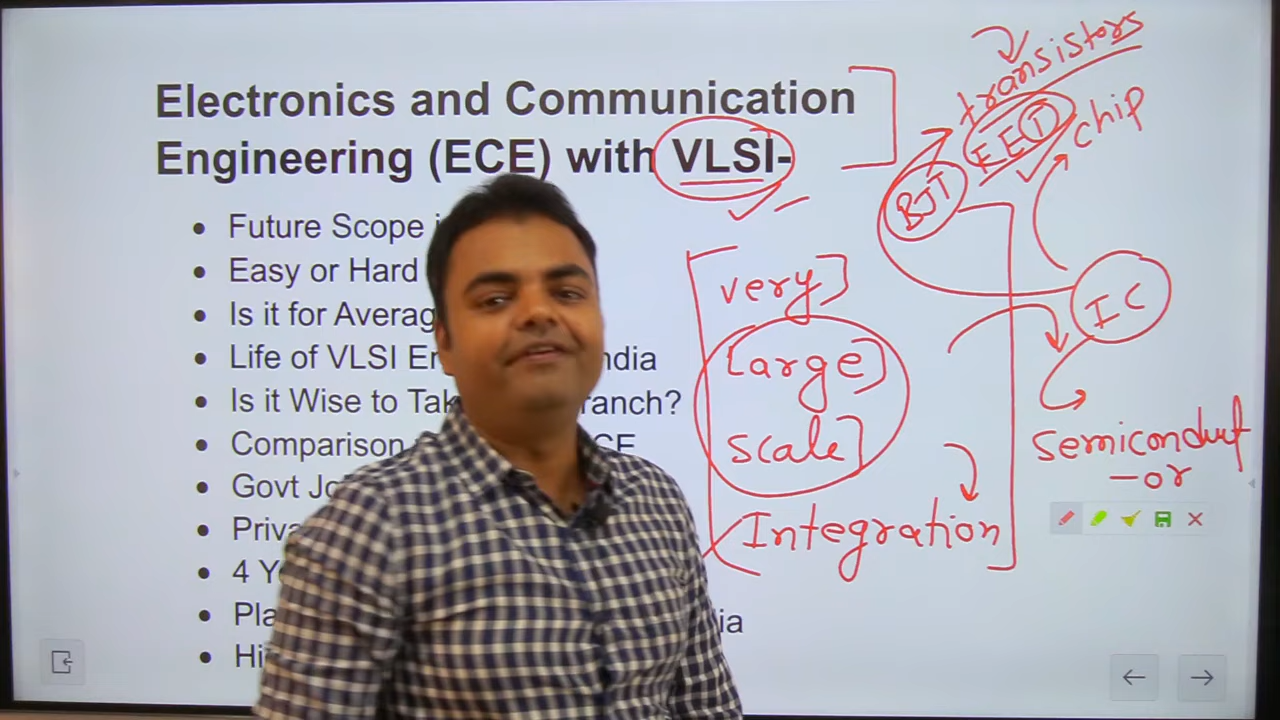 Electronics and Communication
Engineering (ECE) with VLSI-
Future Scope
Easy or Hard
Is it for Averag
Life of VLSI En ndia
Is it Wise to Tak ranch?
Comparison CE
Govt Jo
Priva
4 Ye
Pla ia
Hi
transistors
FET
chip
BJT
IC
very
Large
scale
Integration
semiconduct
-or